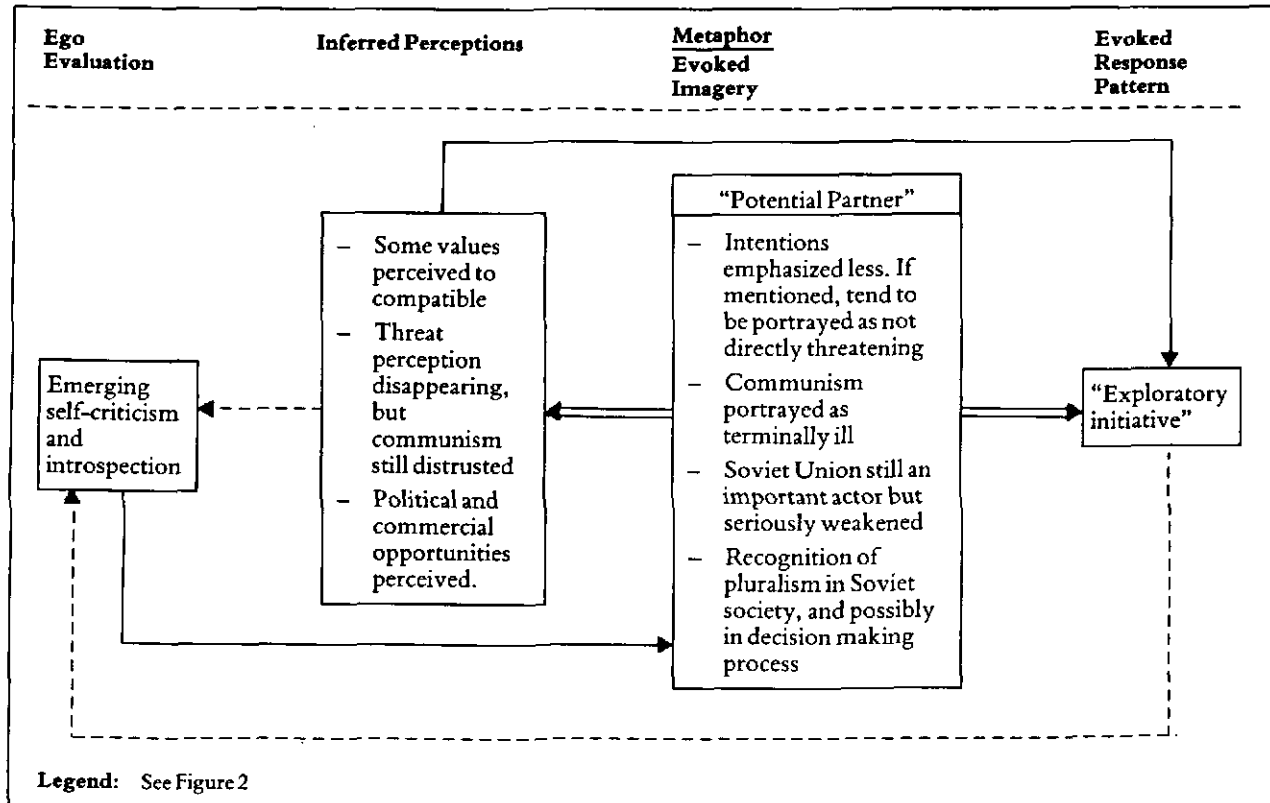 Ego
Evaluation
Inferred Perceptions
Metaphor
Evoked
Imagery
Evoked
Response
Pattern
Emerging
self-criticism
and
introspection
– Some values
perceived to
compatible
– Threat
perception
disappearing,
but
communism
still distrusted
– Political and
commercial
opportunities
perceived.
“Potential Partner”
– Intentions
emphasized less. If
mentioned, tend to
be portrayed as not
directly threatening
– Communism
portrayed as
terminally ill
– Soviet Union still an
important actor but
seriously weakened
– Recognition of
pluralism in Soviet
society, and possibly
in decision making
process
“Exploratory
initiative”
Legend: See Figure 2